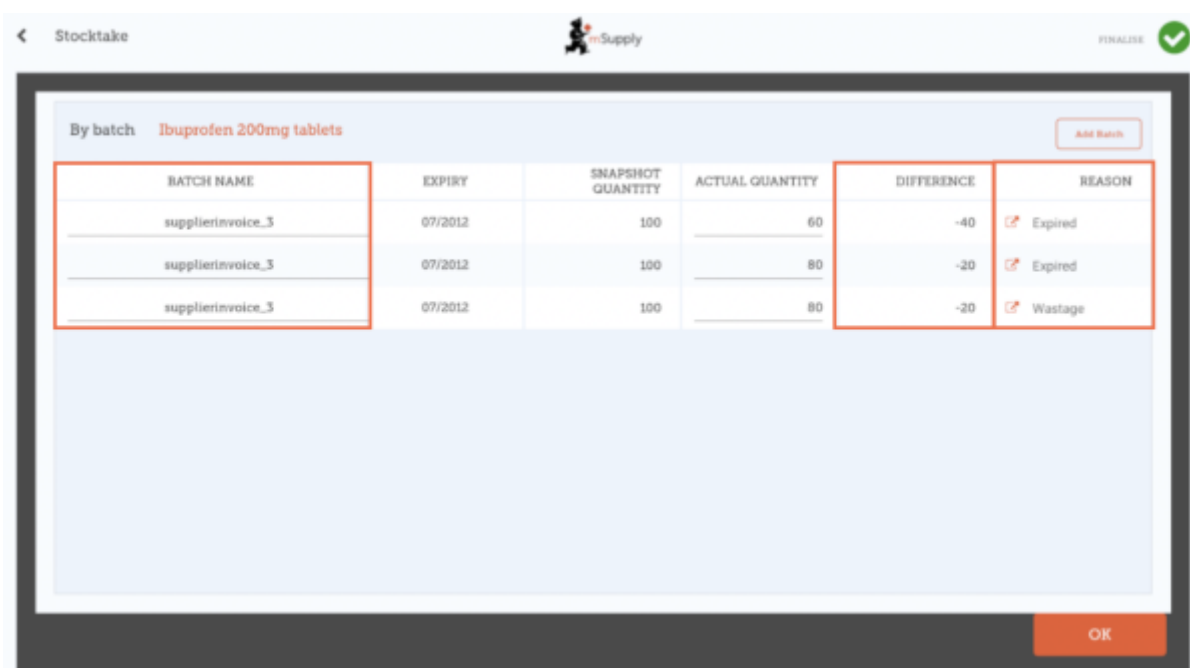 Stocktake
mSupply
FINALISE
By batch Ibuprofen 200mg tablets
Add Batch
BATCH NAME EXPIRY SNAPSHOT QUANTITY ACTUAL QUANTITY DIFFERENCE REASON
supplierinvoice_3 07/2012 100 60 -40 Expired
supplierinvoice_3 07/2012 100 80 -20 Expired
supplierinvoice_3 07/2012 100 80 -20 Wastage
OK